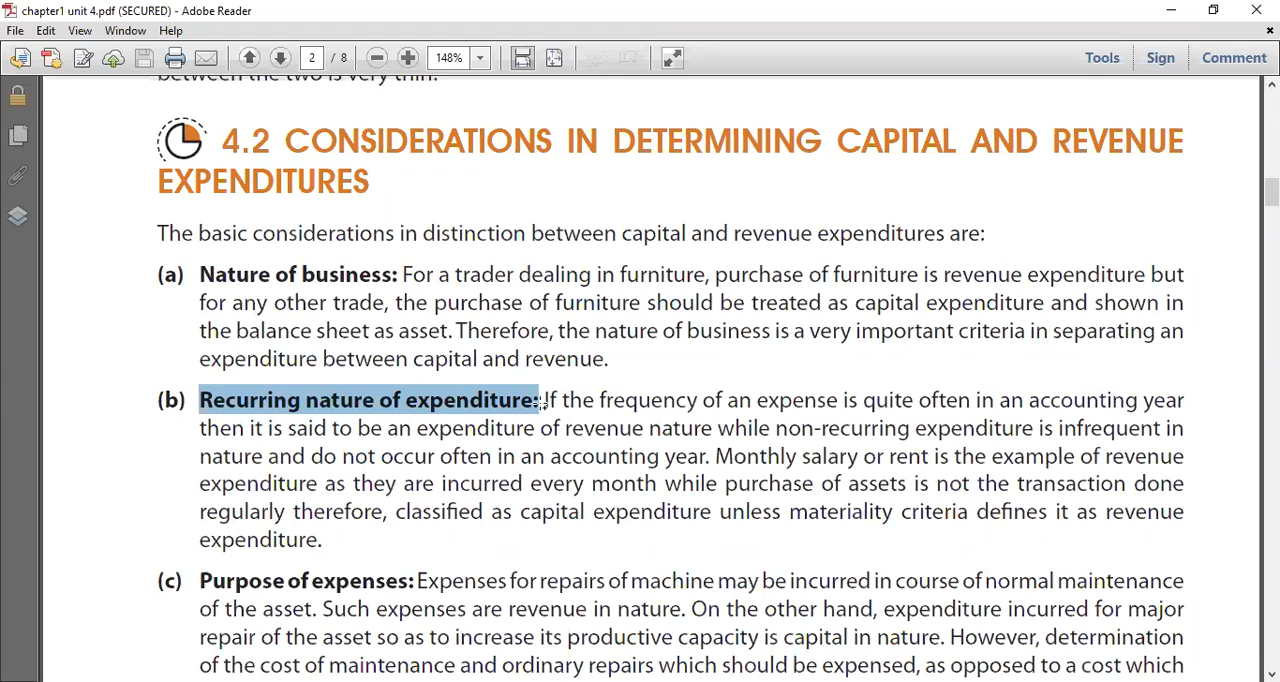 chapter1 unit 4.pdf (SECURED) - Adobe Reader
File Edit View Window Help
2 / 8 148% Tools Sign Comment
between the two is very thin.
4.2 CONSIDERATIONS IN DETERMINING CAPITAL AND REVENUE
EXPENDITURES
The basic considerations in distinction between capital and revenue expenditures are:
(a) Nature of business: For a trader dealing in furniture, purchase of furniture is revenue expenditure but
for any other trade, the purchase of furniture should be treated as capital expenditure and shown in
the balance sheet as asset. Therefore, the nature of business is a very important criteria in separating an
expenditure between capital and revenue.
(b) Recurring nature of expenditure: If the frequency of an expense is quite often in an accounting year
then it is said to be an expenditure of revenue nature while non-recurring expenditure is infrequent in
nature and do not occur often in an accounting year. Monthly salary or rent is the example of revenue
expenditure as they are incurred every month while purchase of assets is not the transaction done
regularly therefore, classified as capital expenditure unless materiality criteria defines it as revenue
expenditure.
(c) Purpose of expenses: Expenses for repairs of machine may be incurred in course of normal maintenance
of the asset. Such expenses are revenue in nature. On the other hand, expenditure incurred for major
repair of the asset so as to increase its productive capacity is capital in nature. However, determination
of the cost of maintenance and ordinary repairs which should be expensed, as opposed to a cost which